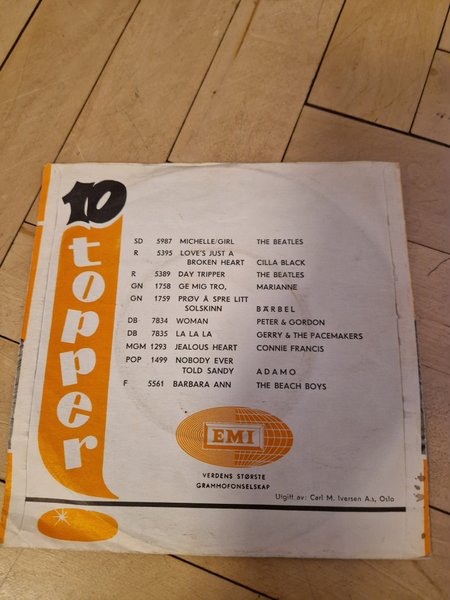 10 topper!
SD 5987 MICHELLE/GIRL THE BEATLES
R 5395 LOVE'S JUST A
BROKEN HEART CILLA BLACK
R 5389 DAY TRIPPER THE BEATLES
GN 1758 GE MIG TRO, MARIANNE
GN 1759 PRØV Å SPRE LITT
SOLSKINN BÄRBEL
DB 7834 WOMAN PETER & GORDON
DB 7835 LA LA LA GERRY & THE PACEMAKERS
MGM 1293 JEALOUS HEART CONNIE FRANCIS
POP 1499 NOBODY EVER
TOLD SANDY ADAMO
F 5561 BARBARA ANN THE BEACH BOYS
EMI
VERDENS STØRSTE
GRAMMOFONSELSKAP
Utgitt av: Carl M. Iversen A.s, Oslo